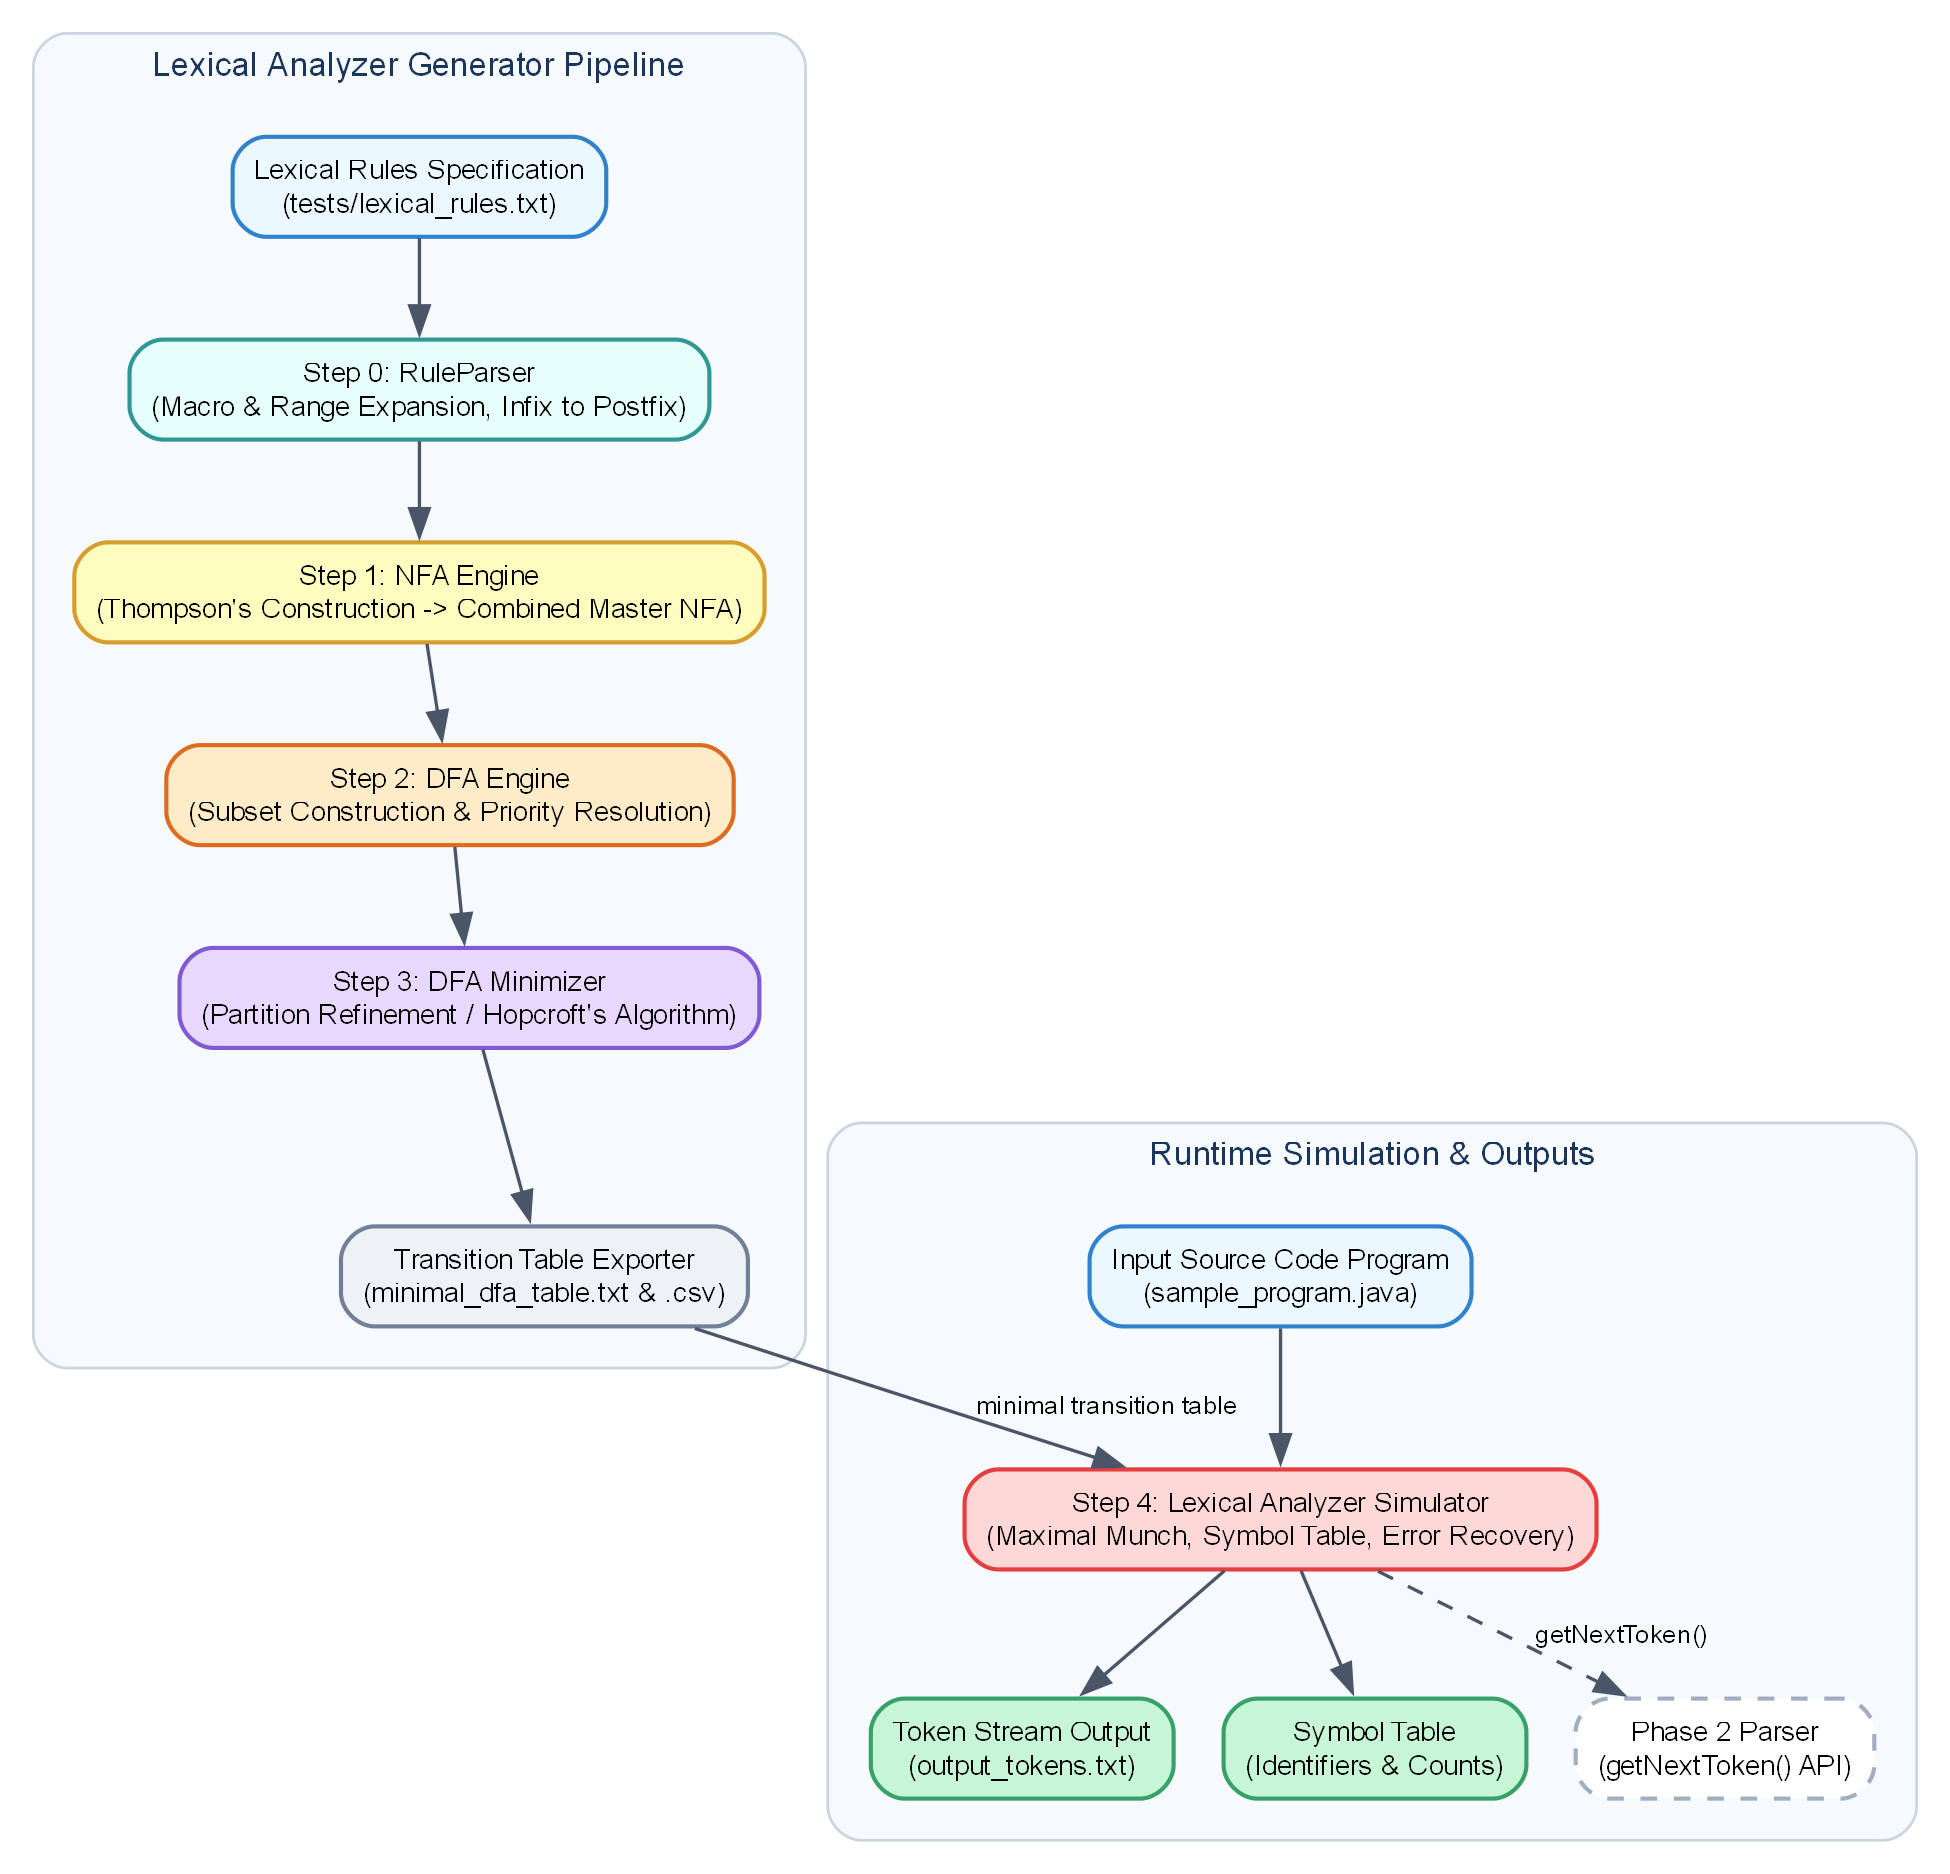 Lexical Analyzer Generator Pipeline
Lexical Rules Specification
(tests/lexical_rules.txt)
Step 0: RuleParser
(Macro & Range Expansion, Infix to Postfix)
Step 1: NFA Engine
(Thompson's Construction -> Combined Master NFA)
Step 2: DFA Engine
(Subset Construction & Priority Resolution)
Step 3: DFA Minimizer
(Partition Refinement / Hopcroft's Algorithm)
Transition Table Exporter
(minimal_dfa_table.txt & .csv)
Runtime Simulation & Outputs
Input Source Code Program
(sample_program.java)
minimal transition table
Step 4: Lexical Analyzer Simulator
(Maximal Munch, Symbol Table, Error Recovery)
getNextToken()
Token Stream Output
(output_tokens.txt)
Symbol Table
(Identifiers & Counts)
Phase 2 Parser
(getNextToken() API)